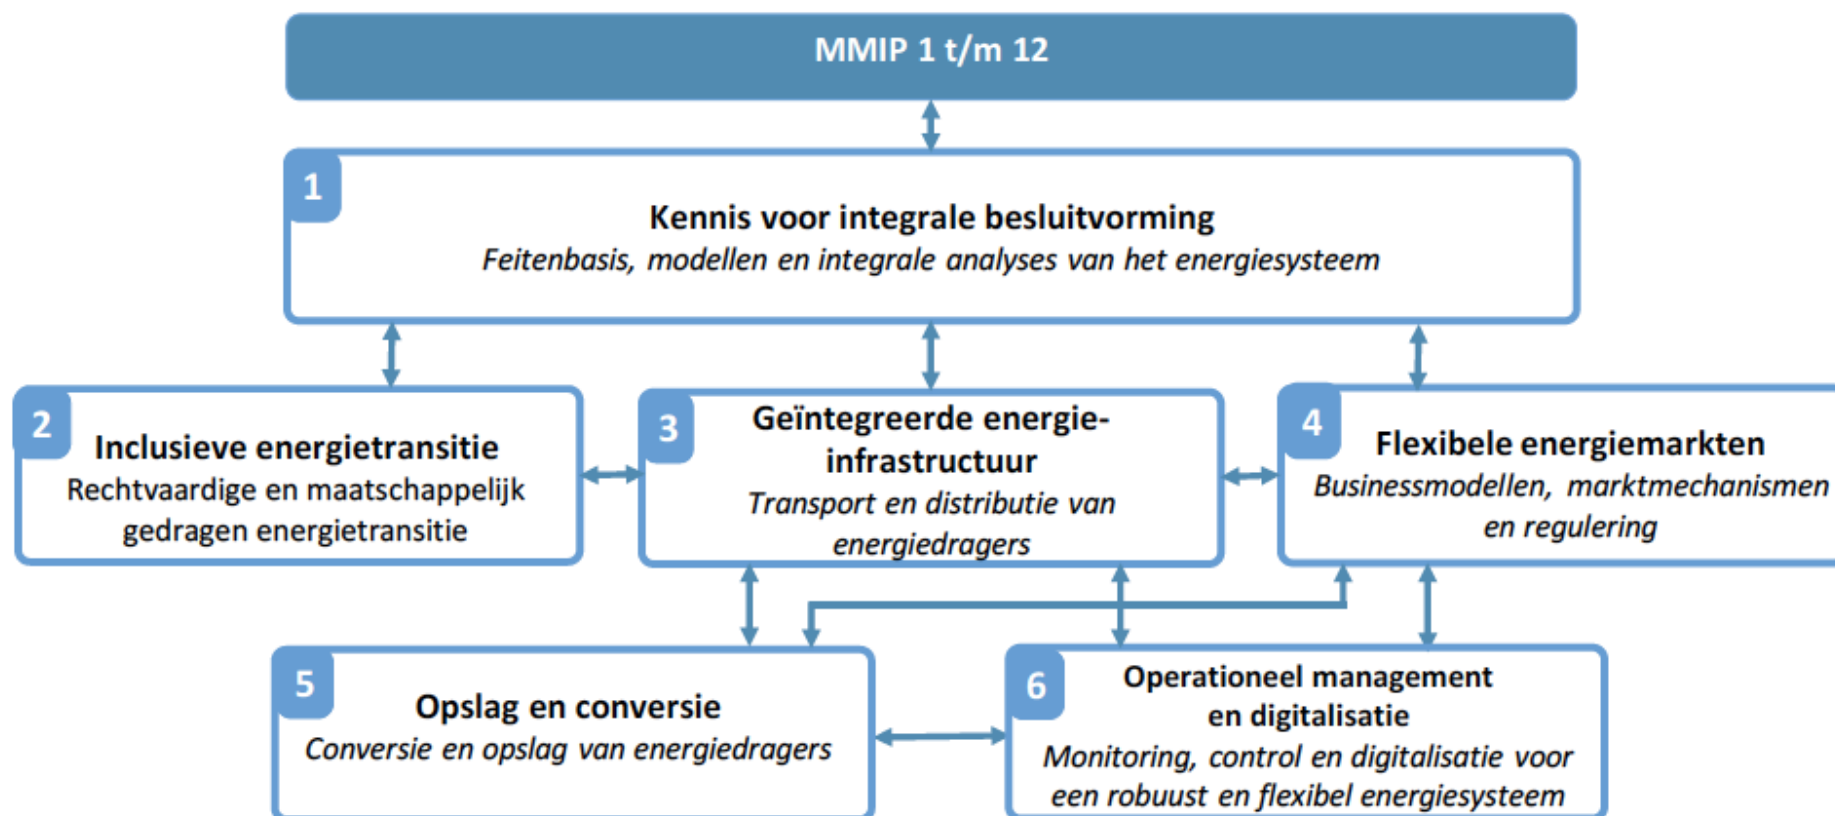 MMIP 1 t/m 12
1
Kennis voor integrale besluitvorming
Feitenbasis, modellen en integrale analyses van het energiesysteem
2
Inclusieve energietransitie
Rechtvaardige en maatschappelijk
gedragen energietransitie
3
Geïntegreerde energie-
infrastructuur
Transport en distributie van
energiedragers
4
Flexibele energiemarkten
Businessmodellen, marktmechanismen
en regulering
5
Opslag en conversie
Conversie en opslag van energiedragers
6
Operationeel management
en digitalisatie
Monitoring, control en digitalisatie voor
een robuust en flexibel energiesysteem